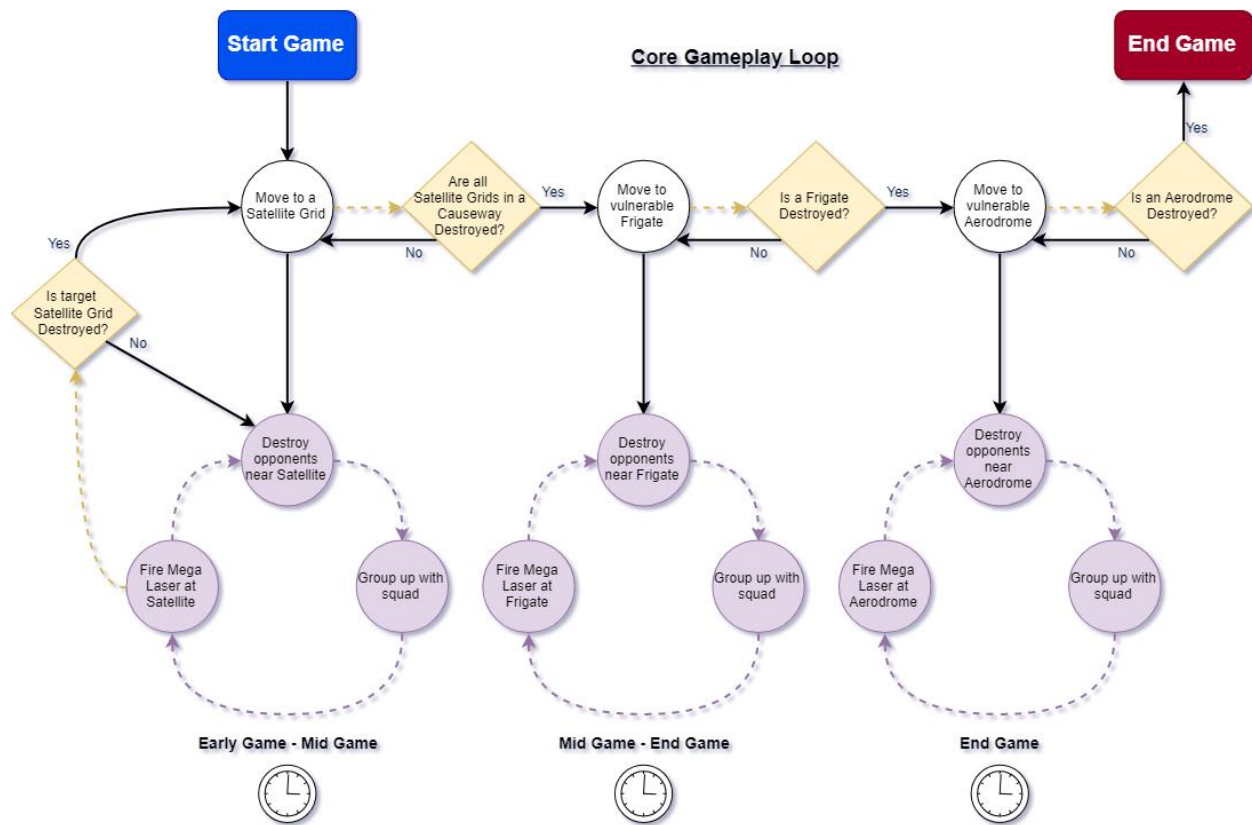 Start Game
Core Gameplay Loop
End Game
Yes
Move to a
Satellite Grid
Are all
Satellite Grids in a
Causeway
Destroyed?
Yes
No
Move to
vulnerable
Frigate
Is a Frigate
Destroyed?
Yes
No
Move to
vulnerable
Aerodrome
Is an Aerodrome
Destroyed?
No
Yes
Is target
Satellite Grid
Destroyed?
No
Destroy
opponents
near Satellite
Fire Mega
Laser at
Satellite
Group up with
squad
Destroy
opponents
near Frigate
Fire Mega
Laser at
Frigate
Group up with
squad
Destroy
opponents
near
Aerodrome
Fire Mega
Laser at
Aerodrome
Group up with
squad
Early Game - Mid Game
Mid Game - End Game
End Game